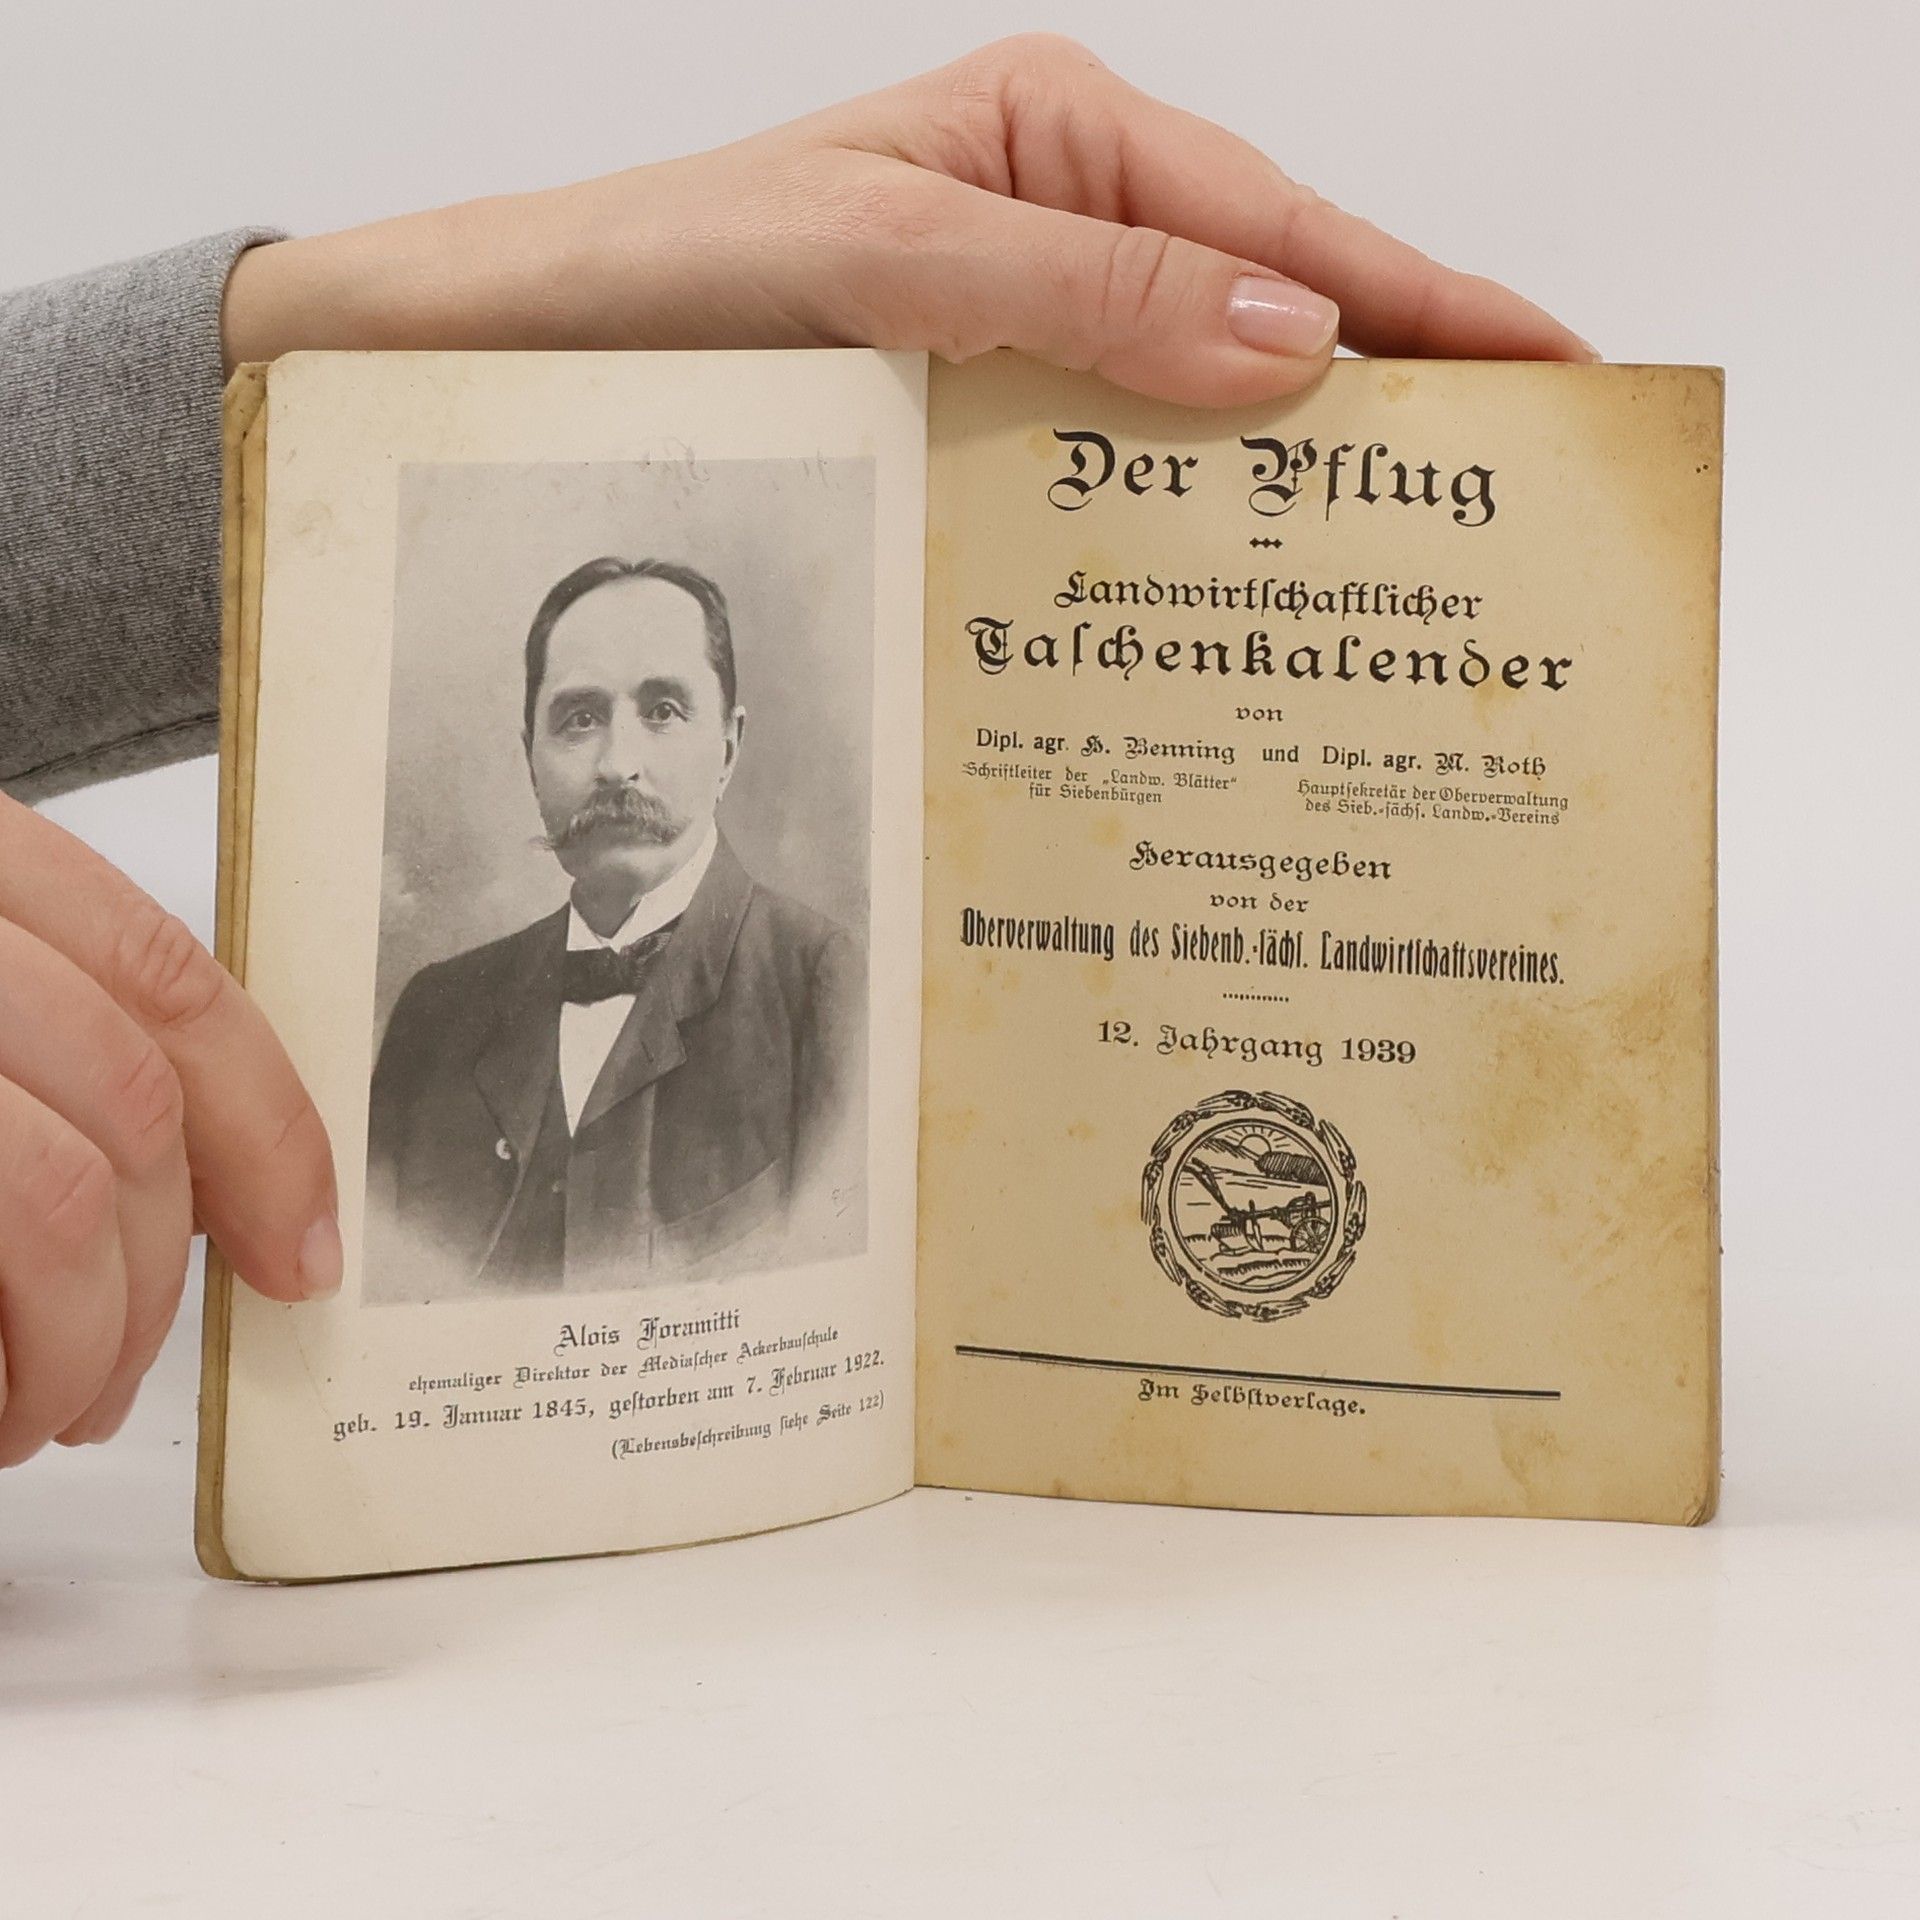 Alois Foramitti
ehemaliger Direktor der Mediaſcher Ackerbauſchule
geb. 19. Januar 1845, geſtorben am 7. Februar 1922.
(Lebensbeſchreibung ſiehe Seite 122)
Der Pflug
Landwirtſchaftlicher
Taſchenkalender
von
Dipl. agr. H. Benning und Dipl. agr. M. Roth
Schriftleiter der „Landw. Blätter“ Hauptſekretär der Oberverwaltung
für Siebenbürgen des Sieb.-ſächſ. Landw.-Vereins
Herausgegeben
von der
Oberverwaltung des Siebenb.-ſächſ. Landwirtſchaftsvereines.
12. Jahrgang 1939
Im Selbſtverlage.